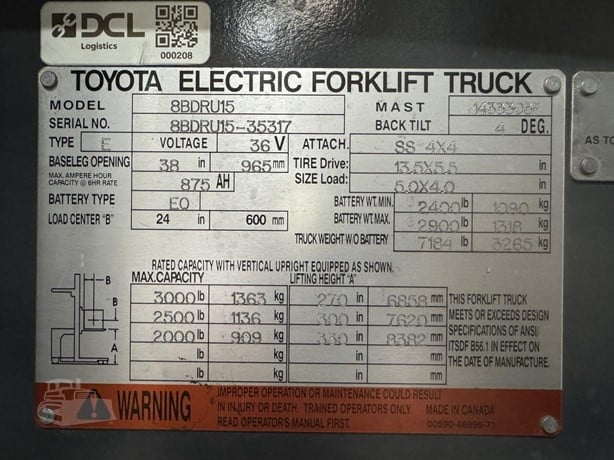 DCL
Logistics
000208
TOYOTA ELECTRIC FORKLIFT TRUCK
MODEL 8BDRU15 MAST
SERIAL NO. 8BDRU15-35317 BACK TILT 4 DEG.
TYPE E VOLTAGE 36 V ATTACH. SS 4X4
BASELEG OPENING 38 in 965 mm TIRE Drive: 13.5X5.5 in
MAX. AMPERE HOUR CAPACITY @ 6HR RATE 875 AH SIZE Load: 5.0X4.0 in
BATTERY TYPE EO BATTERY WT. MIN. 2400 lb 1090 kg
LOAD CENTER "B" 24 in 600 mm BATTERY WT. MAX. 2900 lb 1318 kg
TRUCK WEIGHT W/O BATTERY 7184 lb 3265 kg
RATED CAPACITY WITH VERTICAL UPRIGHT EQUIPPED AS SHOWN.
MAX.CAPACITY LIFTING HEIGHT "A"
3000 lb 1363 kg 270 in 6858 mm
2500 lb 1136 kg 300 in 7620 mm
2000 lb 909 kg 330 in 8382 mm
lb kg in mm
lb kg in mm
B
B
A
THIS FORKLIFT TRUCK
MEETS OR EXCEEDS DESIGN
SPECIFICATIONS OF ANSI/
ITSDF B56.1 IN EFFECT ON
THE DATE OF MANUFACTURE.
WARNING
IMPROPER OPERATION OR MAINTENANCE COULD RESULT
IN INJURY OR DEATH. TRAINED OPERATORS ONLY.
READ OPERATOR'S MANUAL FIRST.
MADE IN CANADA
00590-46998-71
AS TO